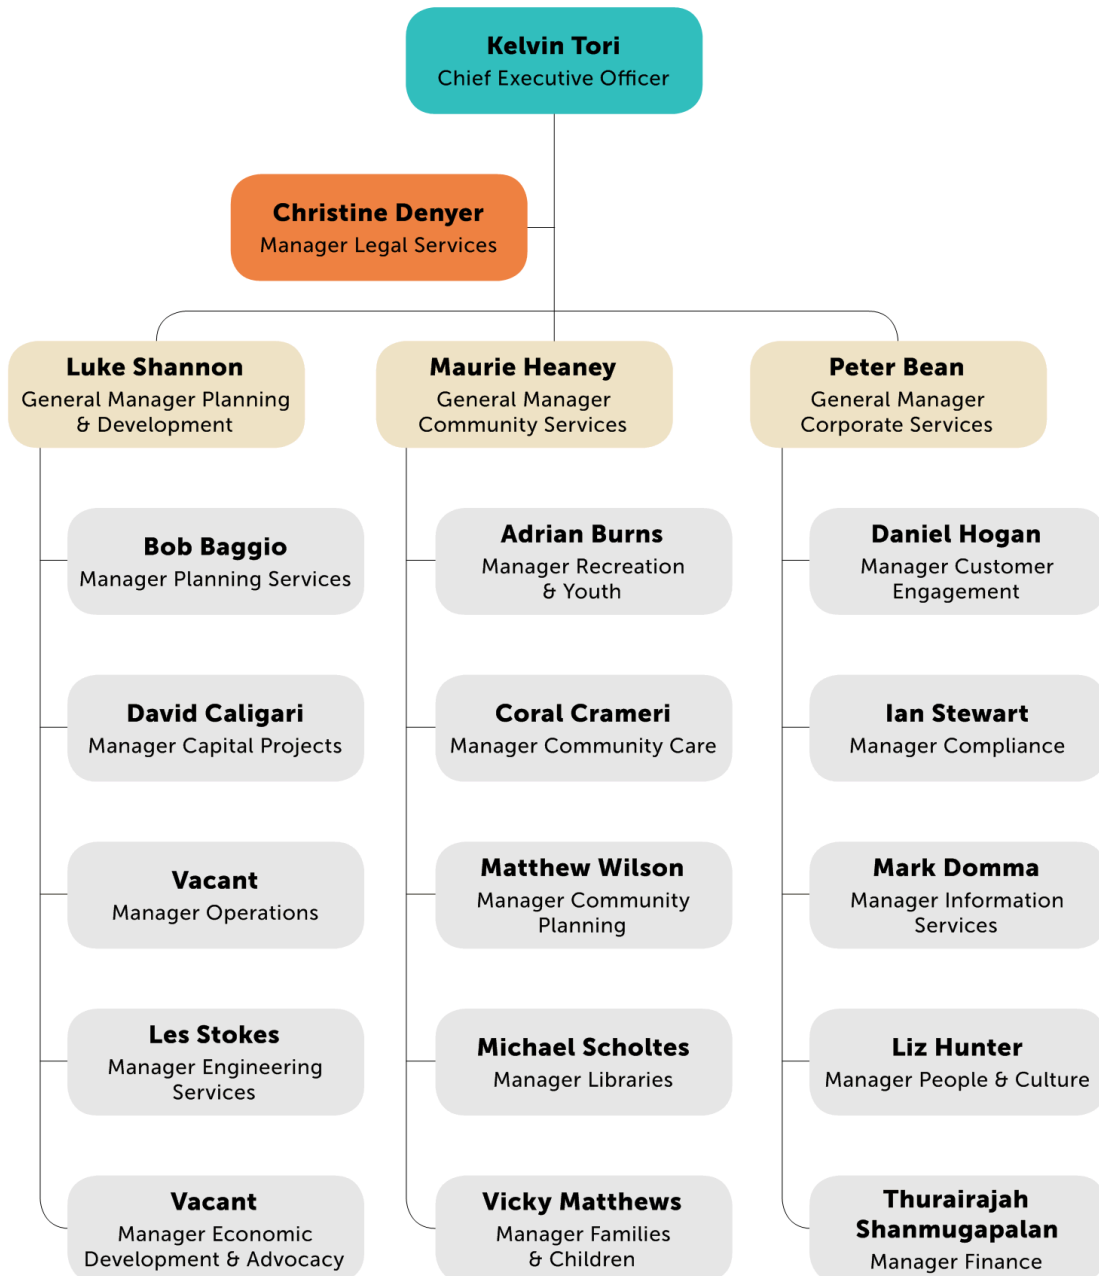 Kelvin Tori
Chief Executive Officer
Christine Denyer
Manager Legal Services
Luke Shannon
General Manager Planning
& Development
Maurie Heaney
General Manager
Community Services
Peter Bean
General Manager
Corporate Services
Bob Baggio
Manager Planning Services
Adrian Burns
Manager Recreation
& Youth
Daniel Hogan
Manager Customer
Engagement
David Caligari
Manager Capital Projects
Coral Crameri
Manager Community Care
Ian Stewart
Manager Compliance
Vacant
Manager Operations
Matthew Wilson
Manager Community
Planning
Mark Domma
Manager Information
Services
Les Stokes
Manager Engineering
Services
Michael Scholtes
Manager Libraries
Liz Hunter
Manager People & Culture
Vacant
Manager Economic
Development & Advocacy
Vicky Matthews
Manager Families
& Children
Thurairajah
Shanmugapalan
Manager Finance